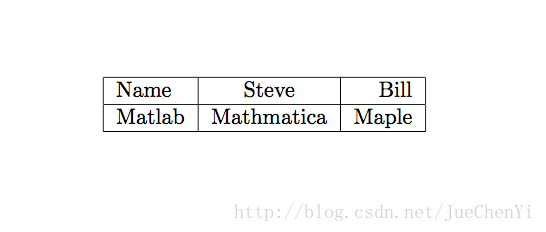 Name Steve Bill
Matlab Mathmatica Maple
http://blog.csdn.net/JueChenYi